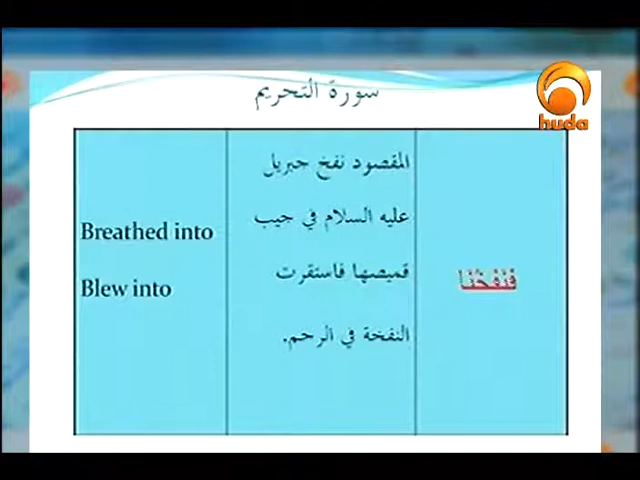 huda
سورة التحريم
فَنَفَخْنَا
المقصود نفخ جبريل
عليه السلام في جيب
قميصها فاستقرت
النفخة في الرحم.
Breathed into
Blew into